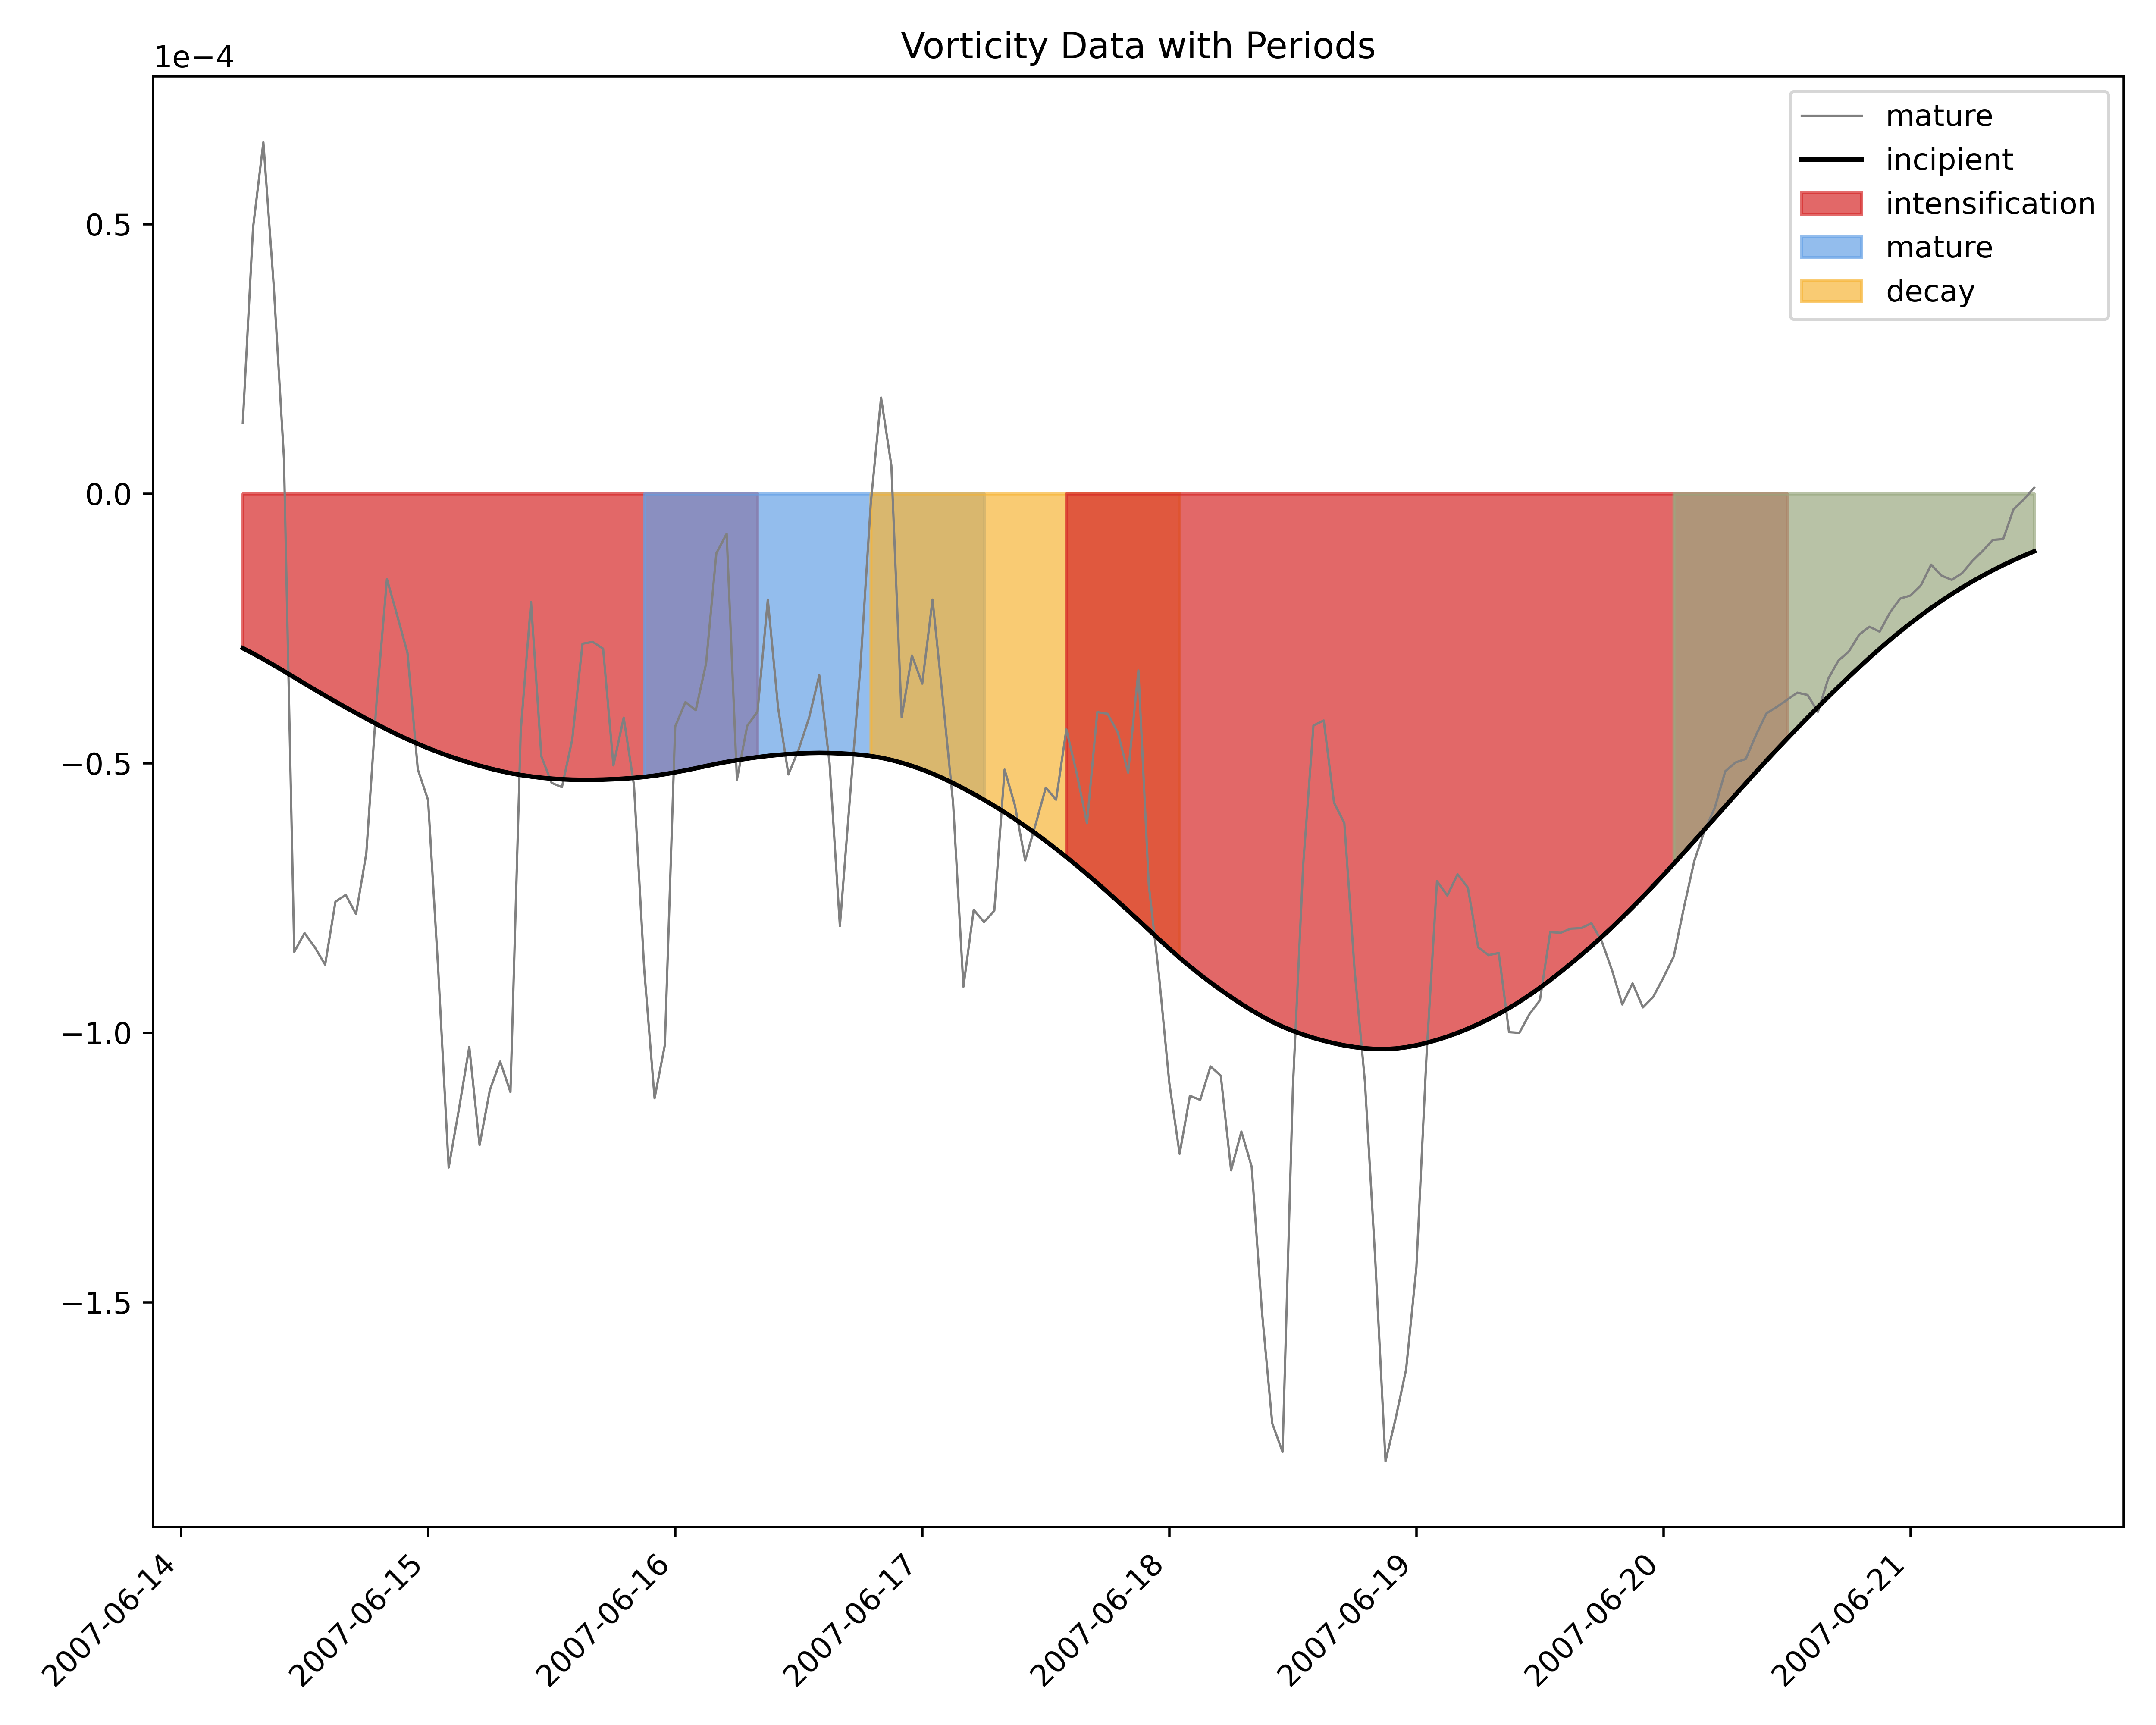 Vorticity Data with Periods
1e−4
mature
incipient
intensification
mature
decay
0.5
0.0
−0.5
−1.0
−1.5
2007-06-14
2007-06-15
2007-06-16
2007-06-17
2007-06-18
2007-06-19
2007-06-20
2007-06-21